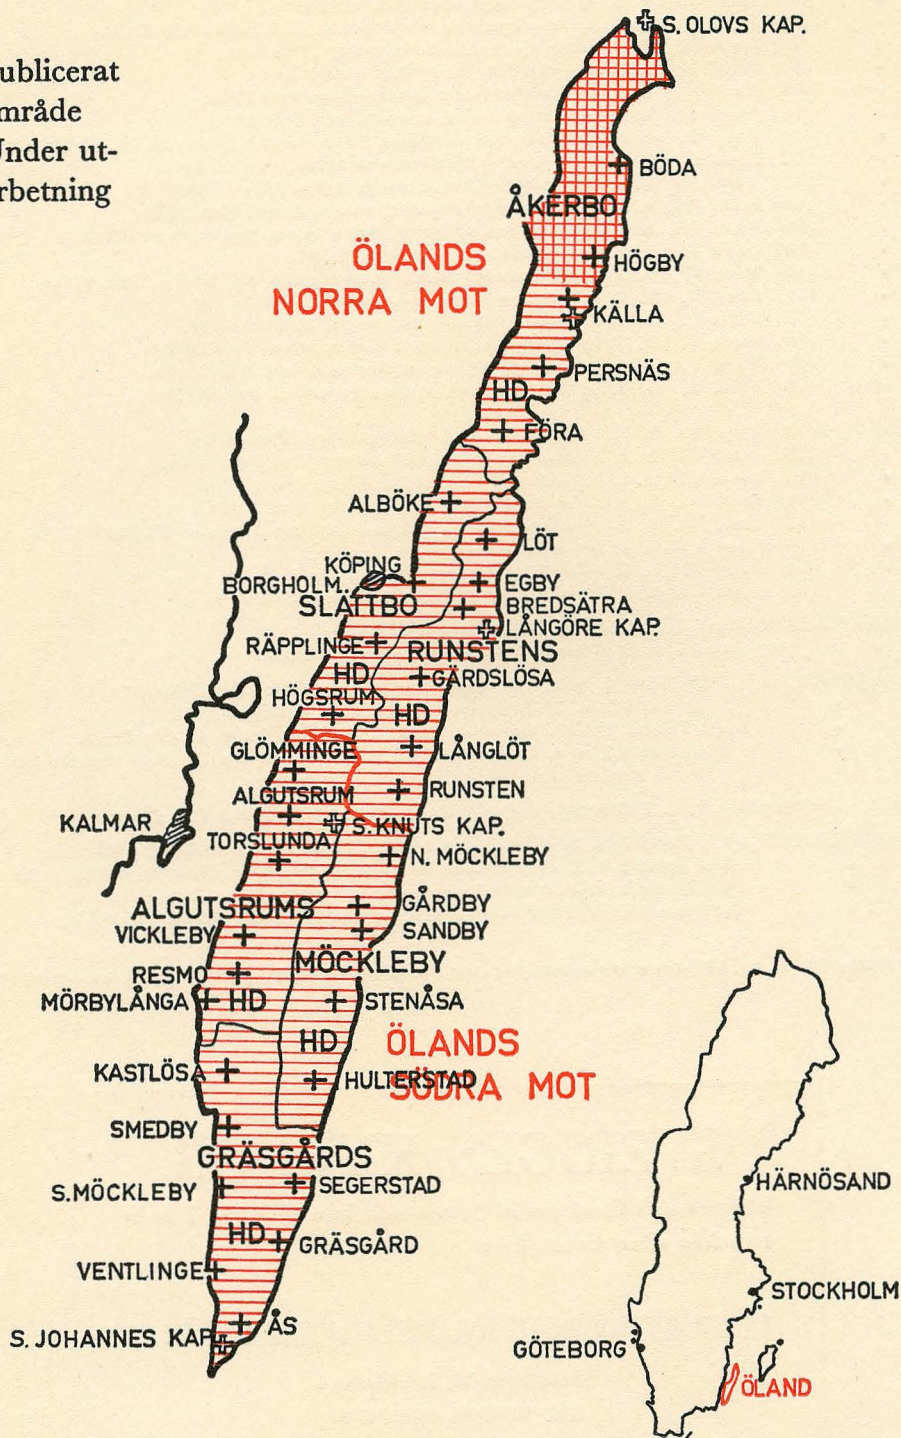 ublicerat
mråde
Under ut-
rbetning
S. OLOVS KAP.
BÖDA
ÅKERBO
ÖLANDS
NORRA MOT
HÖGBY
KÄLLA
PERSNÄS
HD
FÖRA
ALBÖKE
LÖT
KÖPING
BORGHOLM.
EGBY
SLÄTTBO
BREDSÄTRA
LÅNGÖRE KAP.
RÄPPLINGE
RUNSTENS
HD
GÄRDSLÖSA
HÖGSRUM
HD
GLÖMMINGE
LÅNGLÖT
ALGUTSRUM
RUNSTEN
KALMAR
S. KNUTS KAP.
TORSLUNDA
N. MÖCKLEBY
ALGUTSRUMS
GÅRDBY
VICKLEBY
SANDBY
MÖCKLEBY
RESMO
MÖRBYLÅNGA
HD
STENÅSA
HD
ÖLANDS
SÖDRA MOT
KASTLÖSA
HULTERSTAD
SMEDBY
GRÄSGÅRDS
S. MÖCKLEBY
SEGERSTAD
HD
GRÄSGÅRD
VENTLINGE
ÅS
S. JOHANNES KAP.
HÄRNÖSAND
STOCKHOLM
GÖTEBORG
ÖLAND